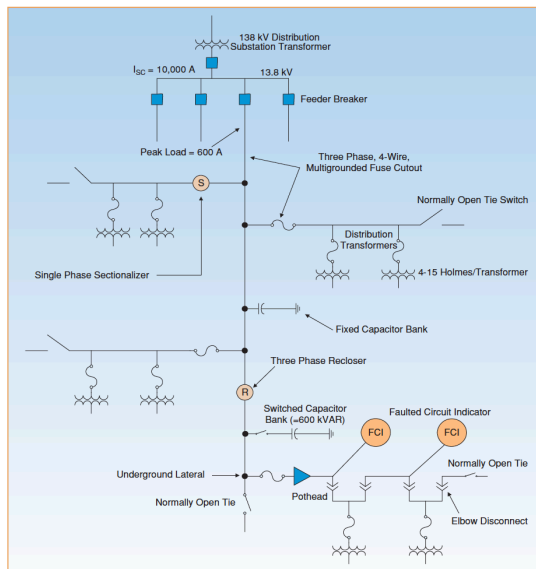 138 kV Distribution
Substation Transformer
I_SC = 10,000 A
13.8 kV
Feeder Breaker
Peak Load = 600 A
Three Phase, 4-Wire,
Multigrounded Fuse Cutout
S
Normally Open Tie Switch
Distribution
Transformers
Single Phase Sectionalizer
4-15 Holmes/Transformer
Fixed Capacitor Bank
Three Phase Recloser
R
Switched Capacitor
Bank (=600 kVAR)
Faulted Circuit Indicator
FCI
FCI
Underground Lateral
Normally Open Tie
Pothead
Normally Open Tie
Elbow Disconnect